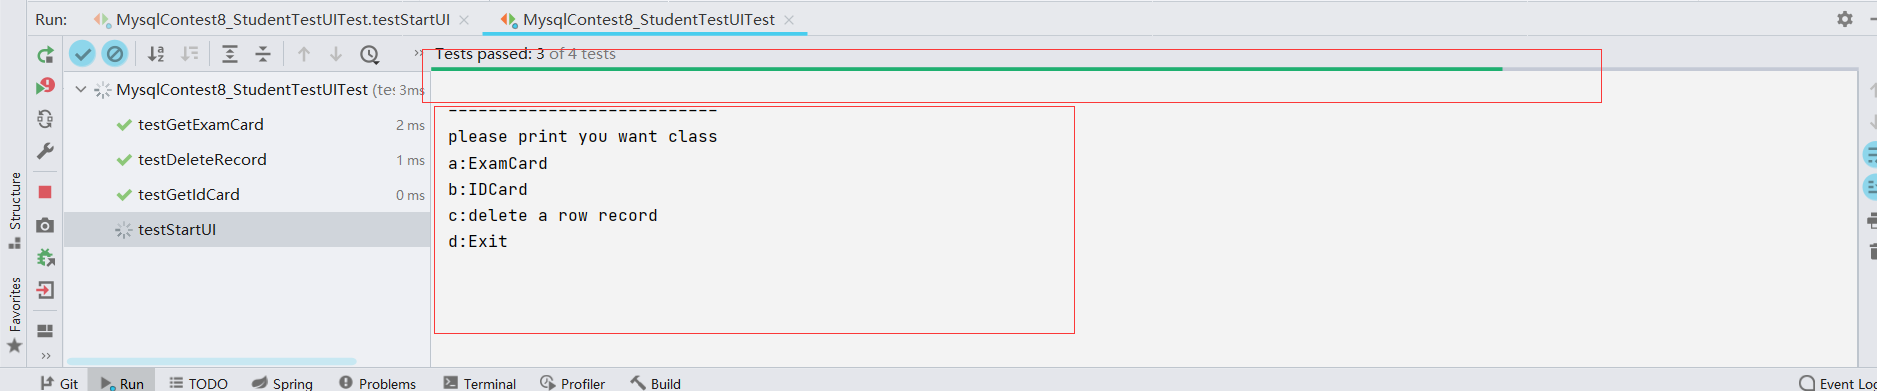 Run: MysqlContest8_StudentTestUITest.testStartUI × MysqlContest8_StudentTestUITest ×
Tests passed: 3 of 4 tests
MysqlContest8_StudentTestUITest (tes 3ms
testGetExamCard 2 ms
testDeleteRecord 1 ms
testGetIdCard 0 ms
testStartUI
---------------------------
please print you want class
a:ExamCard
b:IDCard
c:delete a row record
d:Exit
Structure
Favorites
Git Run TODO Spring Problems Terminal Profiler Build Event Log